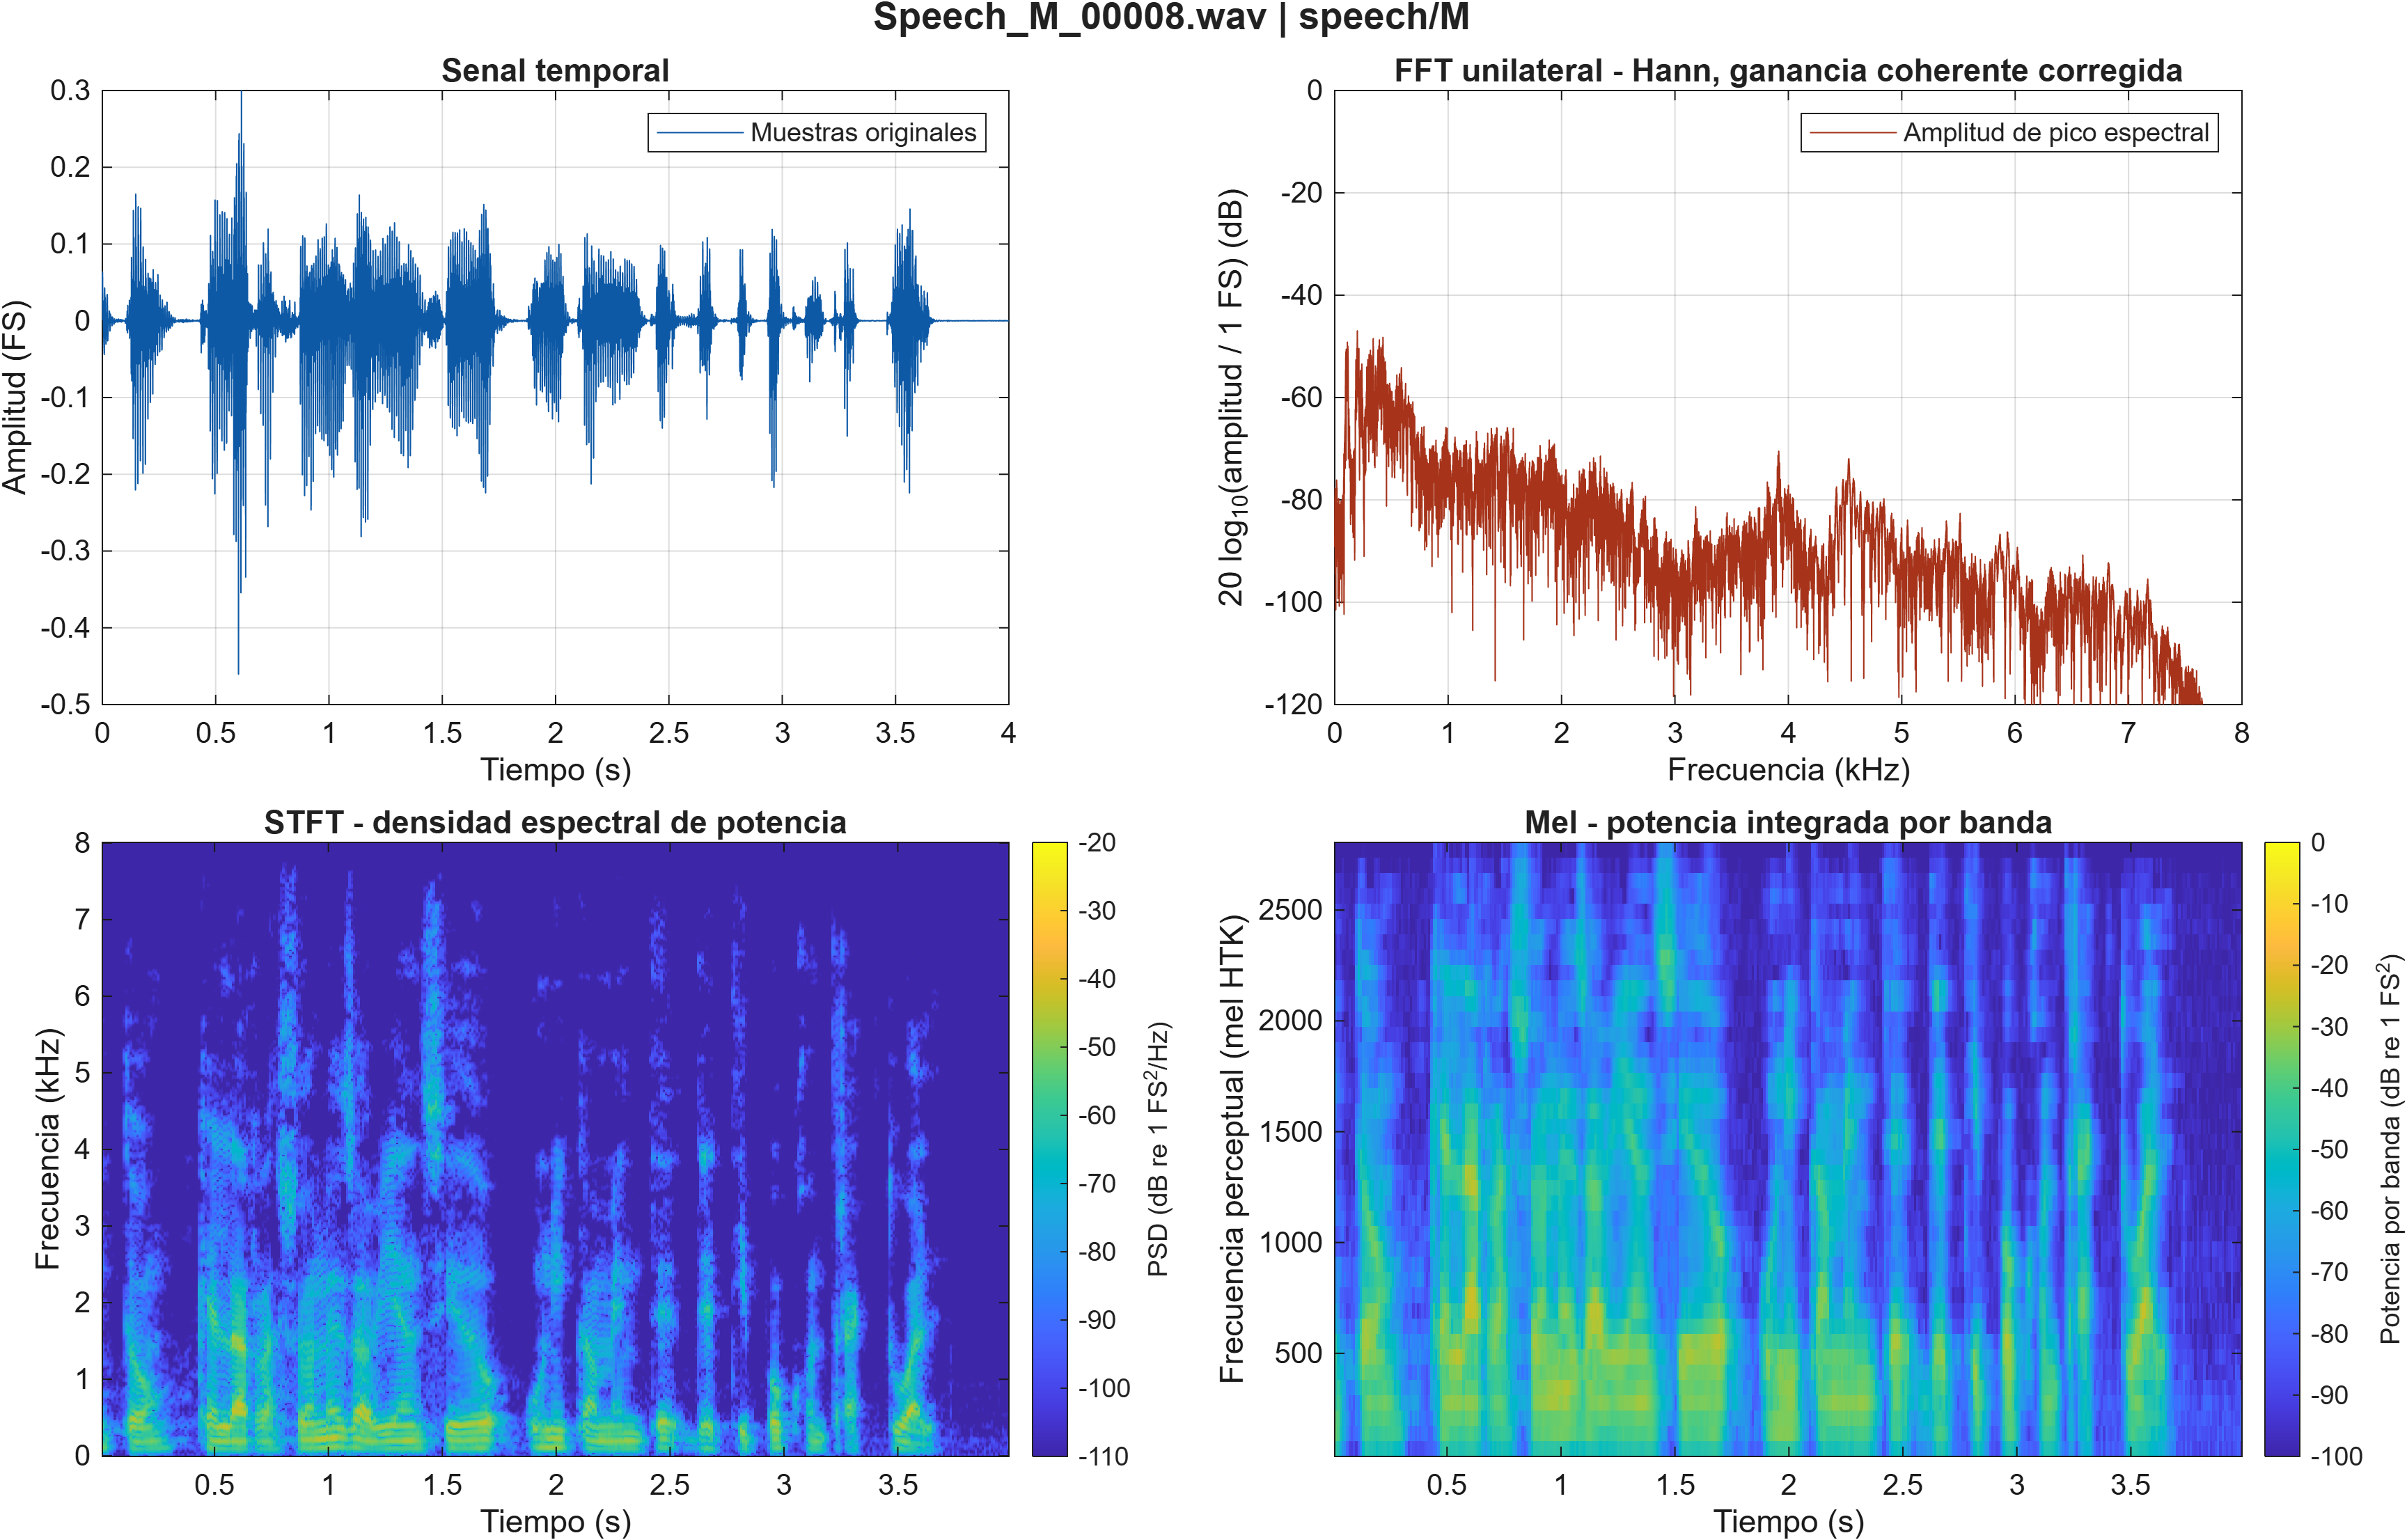 Speech_M_00008.wav | speech/M
Senal temporal
0.3
0.2
0.1
0
-0.1
-0.2
-0.3
-0.4
-0.5
Amplitud (FS)
Muestras originales
0 0.5 1 1.5 2 2.5 3 3.5 4
Tiempo (s)
FFT unilateral - Hann, ganancia coherente corregida
0
-20
-40
-60
-80
-100
-120
20 log10(amplitud / 1 FS) (dB)
Amplitud de pico espectral
0 1 2 3 4 5 6 7 8
Frecuencia (kHz)
STFT - densidad espectral de potencia
8
7
6
5
4
3
2
1
0
Frecuencia (kHz)
0.5 1 1.5 2 2.5 3 3.5
Tiempo (s)
-20
-30
-40
-50
-60
-70
-80
-90
-100
-110
PSD (dB re 1 FS²/Hz)
Mel - potencia integrada por banda
2500
2000
1500
1000
500
Frecuencia perceptual (mel HTK)
0.5 1 1.5 2 2.5 3 3.5
Tiempo (s)
0
-10
-20
-30
-40
-50
-60
-70
-80
-90
-100
Potencia por banda (dB re 1 FS²)